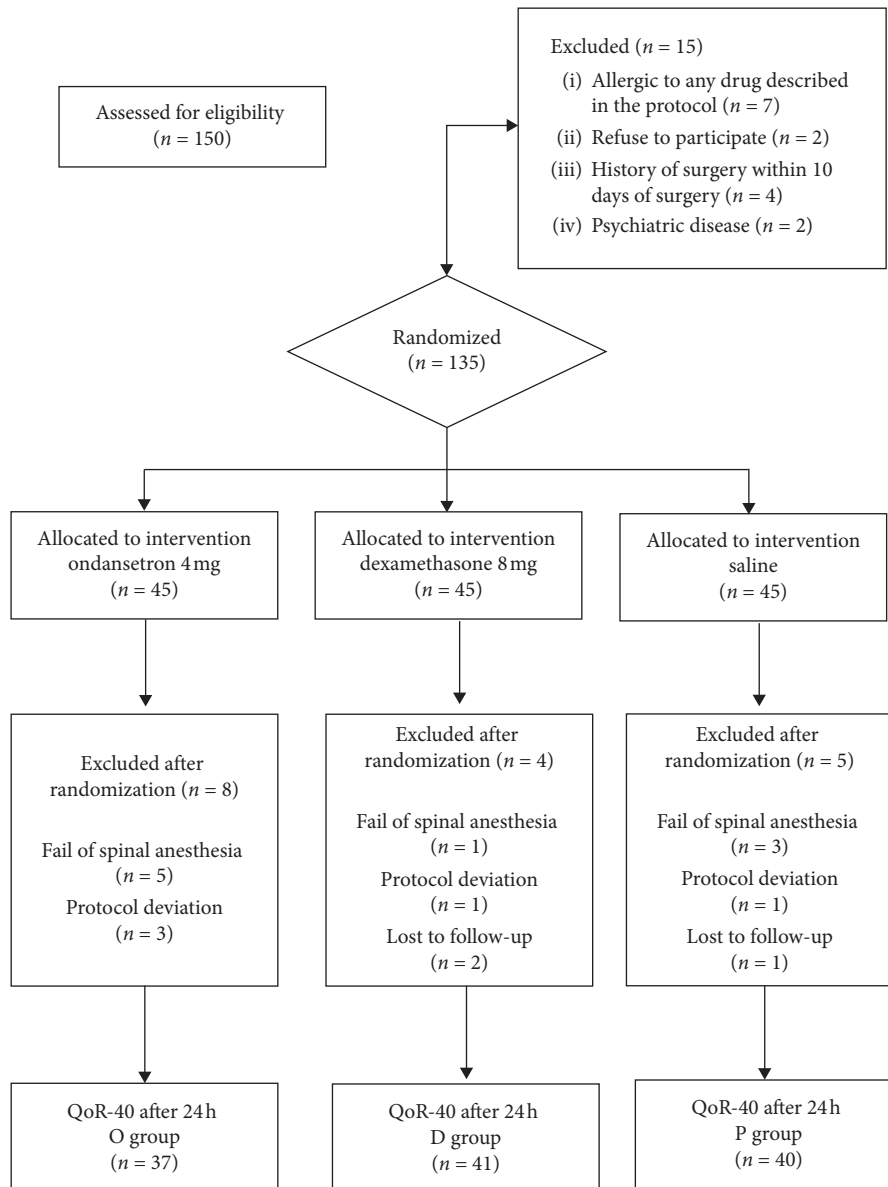 Assessed for eligibility
(n = 150)
Excluded (n = 15)
(i) Allergic to any drug described
in the protocol (n = 7)
(ii) Refuse to participate (n = 2)
(iii) History of surgery within 10
days of surgery (n = 4)
(iv) Psychiatric disease (n = 2)
Randomized
(n = 135)
Allocated to intervention
ondansetron 4 mg
(n = 45)
Allocated to intervention
dexamethasone 8 mg
(n = 45)
Allocated to intervention
saline
(n = 45)
Excluded after
randomization (n = 8)
Fail of spinal anesthesia
(n = 5)
Protocol deviation
(n = 3)
Excluded after
randomization (n = 4)
Fail of spinal anesthesia
(n = 1)
Protocol deviation
(n = 1)
Lost to follow-up
(n = 2)
Excluded after
randomization (n = 5)
Fail of spinal anesthesia
(n = 3)
Protocol deviation
(n = 1)
Lost to follow-up
(n = 1)
QoR-40 after 24 h
O group
(n = 37)
QoR-40 after 24 h
D group
(n = 41)
QoR-40 after 24 h
P group
(n = 40)